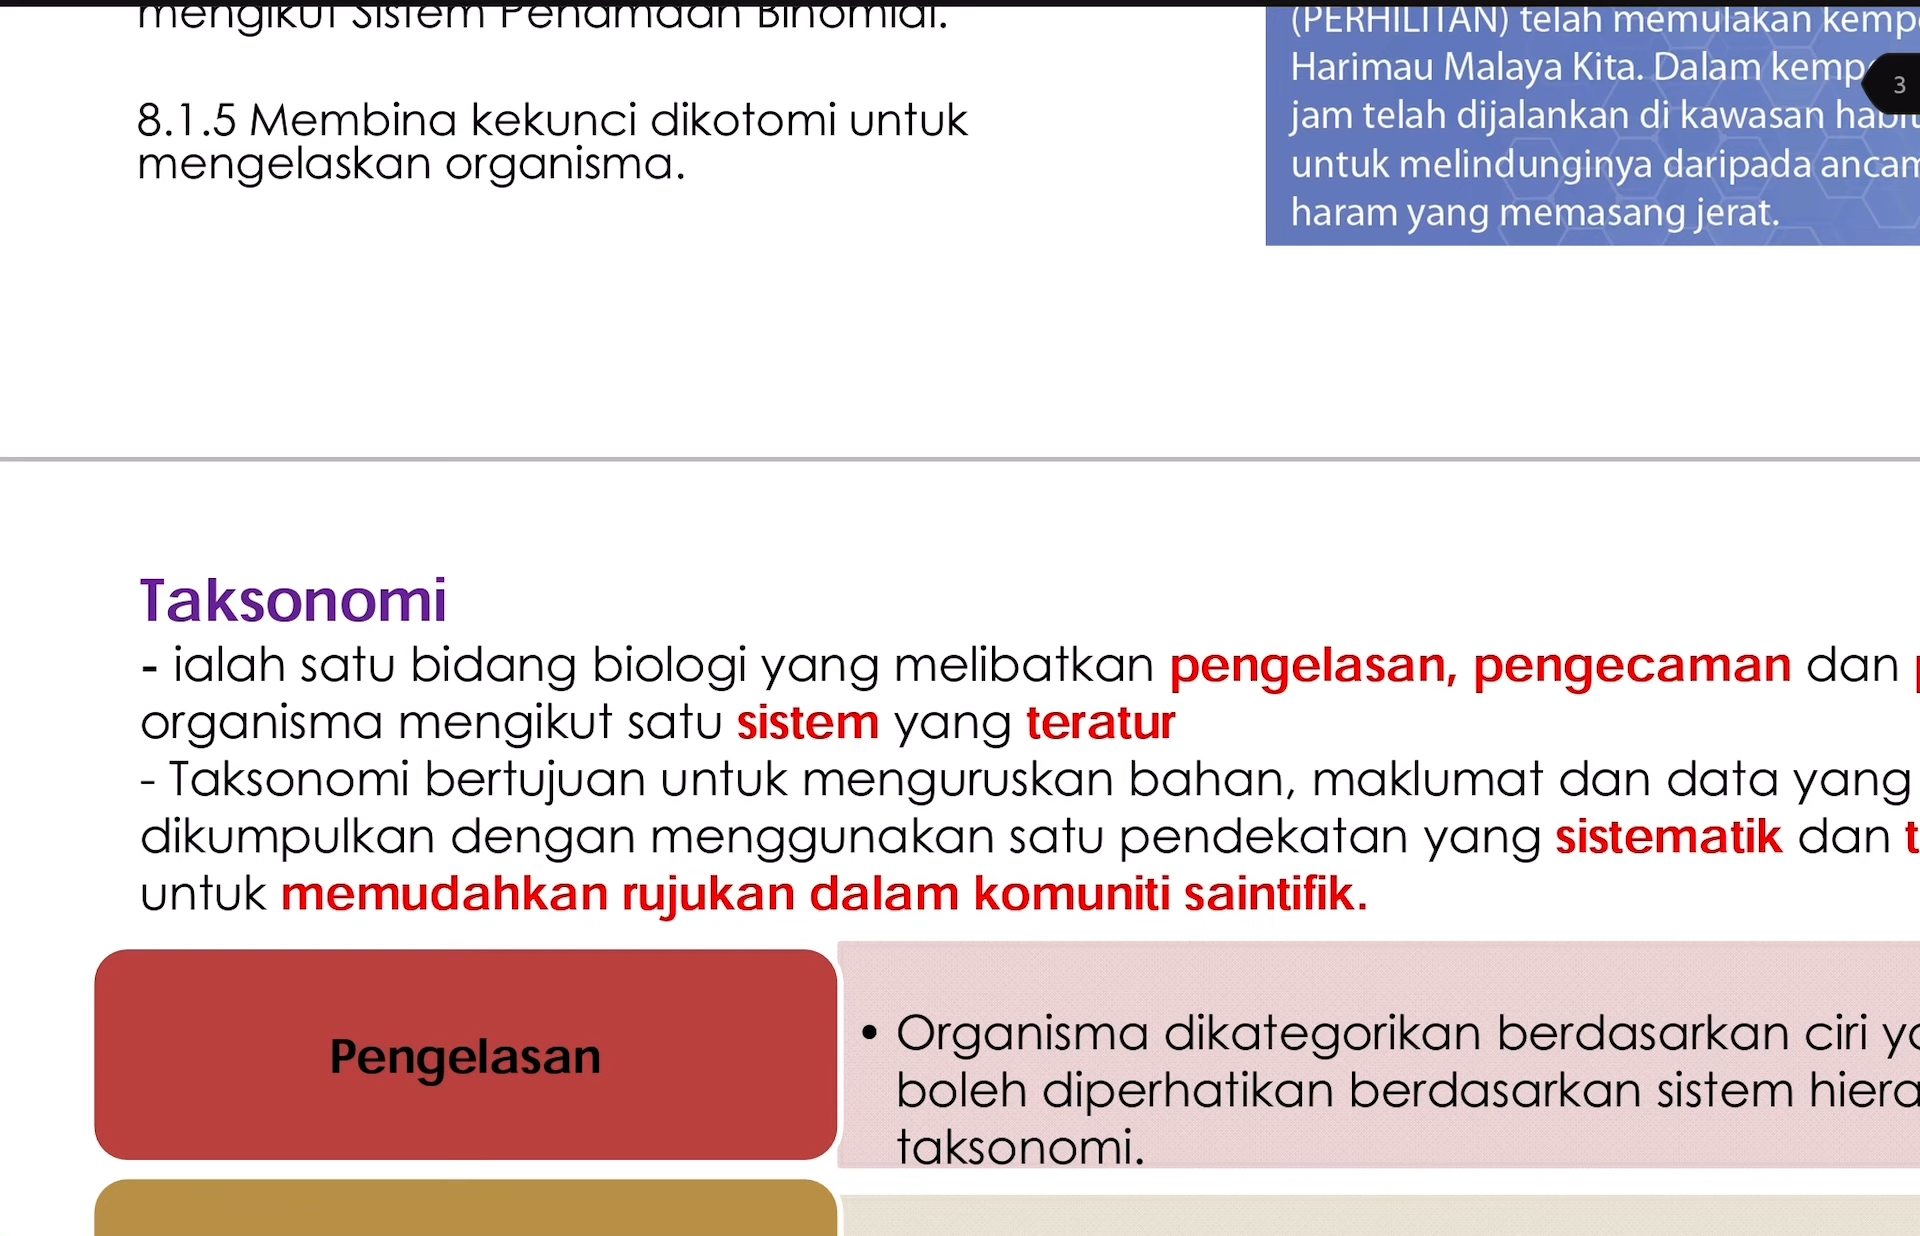 mengikut Sistem Penamaan Binomial.
8.1.5 Membina kekunci dikotomi untuk
mengelaskan organisma.
(PERHILITAN) telah memulakan
Harimau Malaya Kita. Dalam
jam telah dijalankan di kawasan
untuk melindunginya daripada
haram yang memasang jerat.
3
Taksonomi
- ialah satu bidang biologi yang melibatkan pengelasan, pengecaman dan
organisma mengikut satu sistem yang teratur
- Taksonomi bertujuan untuk menguruskan bahan, maklumat dan data yang
dikumpulkan dengan menggunakan satu pendekatan yang sistematik dan
untuk memudahkan rujukan dalam komuniti saintifik.
Pengelasan
• Organisma dikategorikan berdasarkan ciri
boleh diperhatikan berdasarkan sistem
taksonomi.